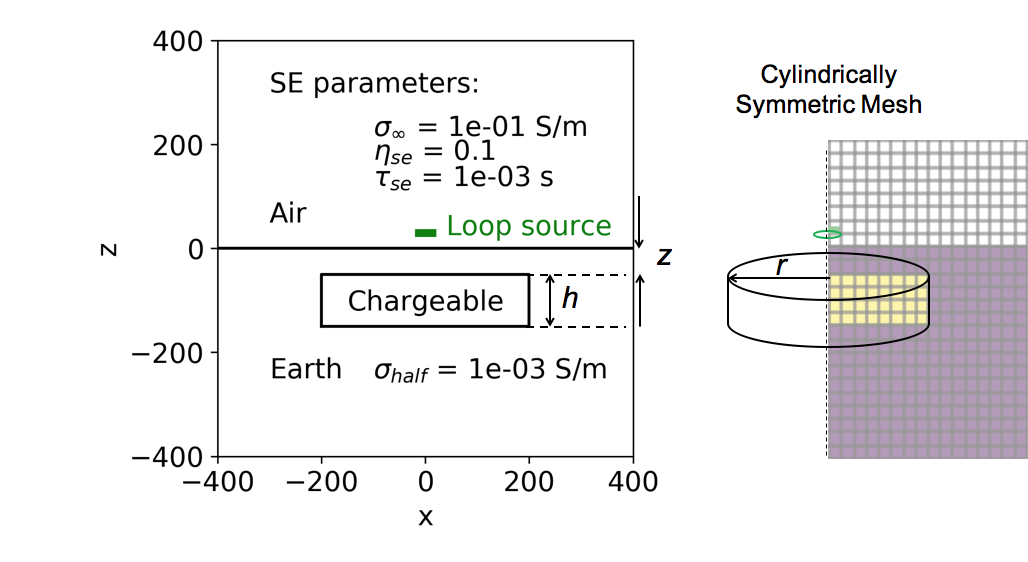 400
200
0
−200
−400
z
−400
−200
0
200
400
x
SE parameters:
σ∞ = 1e-01 S/m
ηse = 0.1
τse = 1e-03 s
Air
Loop source
z
Chargeable
h
Earth σhalf = 1e-03 S/m
Cylindrically
Symmetric Mesh
r